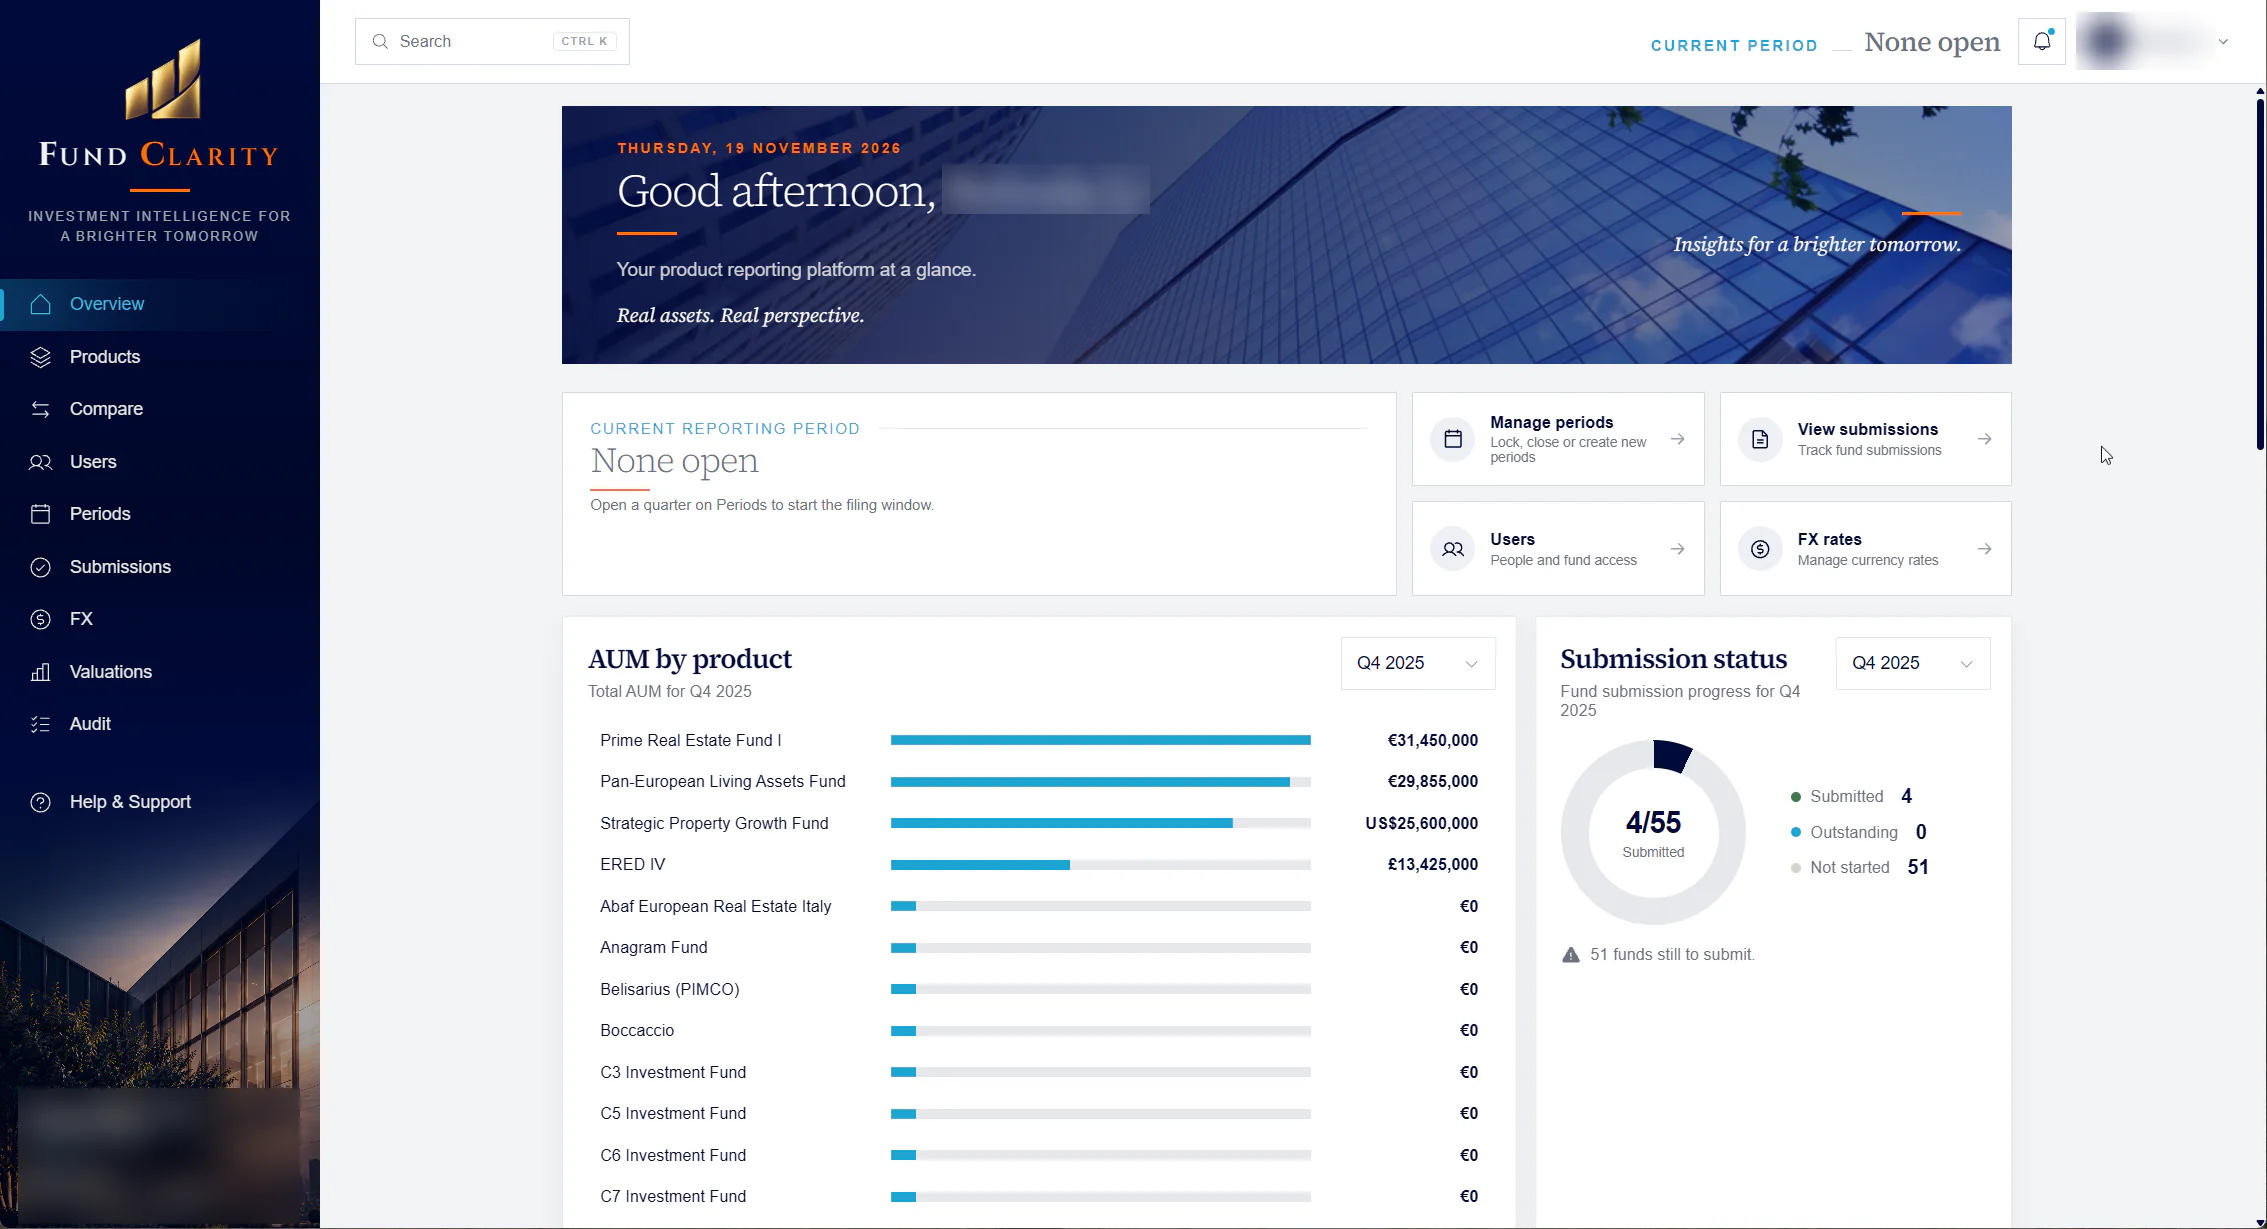 FUND CLARITY
INVESTMENT INTELLIGENCE FOR
A BRIGHTER TOMORROW
Overview
Products
Compare
Users
Periods
Submissions
FX
Valuations
Audit
Help & Support
Search
CTRL K
CURRENT PERIOD
None open
THURSDAY, 19 NOVEMBER 2026
Good afternoon,
Your product reporting platform at a glance.
Real assets. Real perspective.
Insights for a brighter tomorrow.
CURRENT REPORTING PERIOD
None open
Open a quarter on Periods to start the filing window.
Manage periods
Lock, close or create new
periods
View submissions
Track fund submissions
Users
People and fund access
FX rates
Manage currency rates
AUM by product
Total AUM for Q4 2025
Q4 2025
Prime Real Estate Fund I €31,450,000
Pan-European Living Assets Fund €29,855,000
Strategic Property Growth Fund US$25,600,000
ERED IV £13,425,000
Abaf European Real Estate Italy €0
Anagram Fund €0
Belisarius (PIMCO) €0
Boccaccio €0
C3 Investment Fund €0
C5 Investment Fund €0
C6 Investment Fund €0
C7 Investment Fund €0
Submission status
Fund submission progress for Q4
2025
Q4 2025
4/55
Submitted
Submitted 4
Outstanding 0
Not started 51
51 funds still to submit.